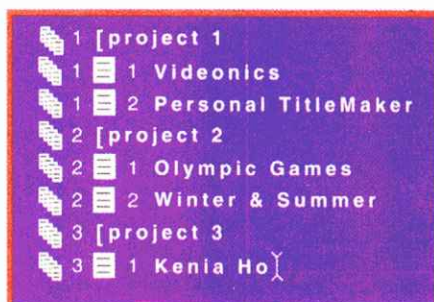 1 [project 1
1 1 Videonics
1 2 Personal TitleMaker
2 [project 2
2 1 Olympic Games
2 2 Winter & Summer
3 [project 3
3 1 Kenia Ho